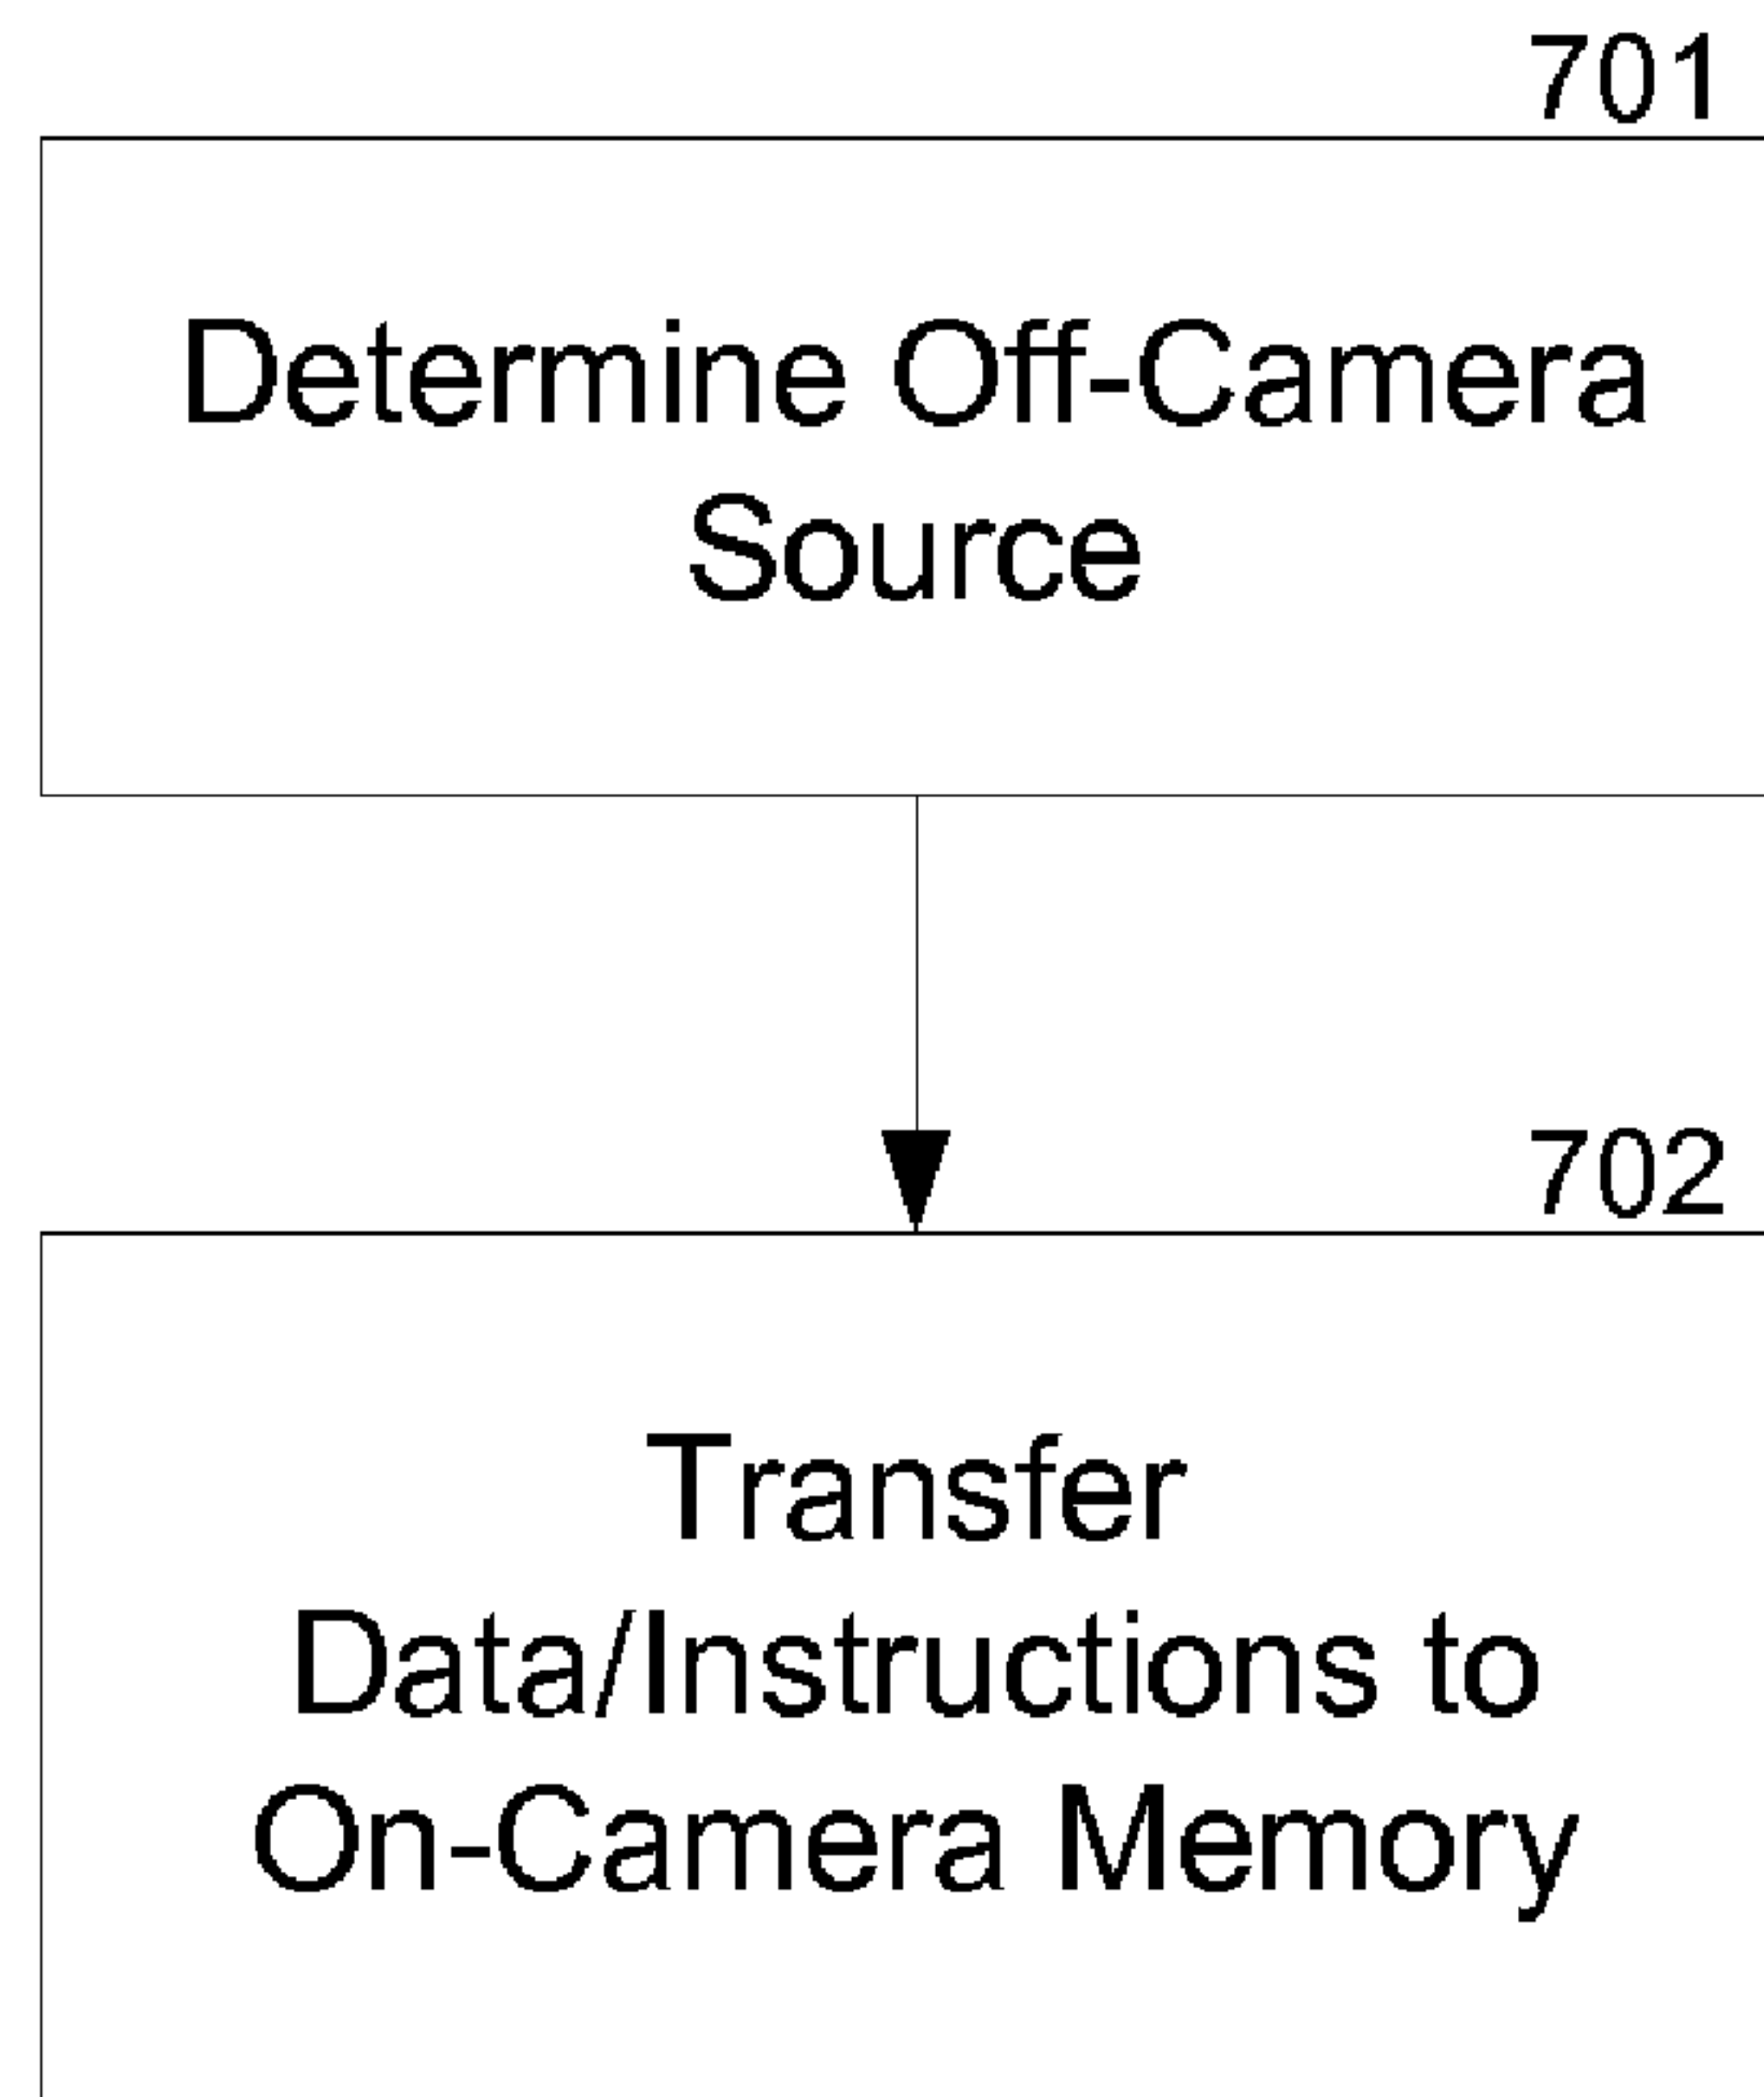 701
Determine Off-Camera
Source
702
Transfer
Data/Instructions to
On-Camera Memory